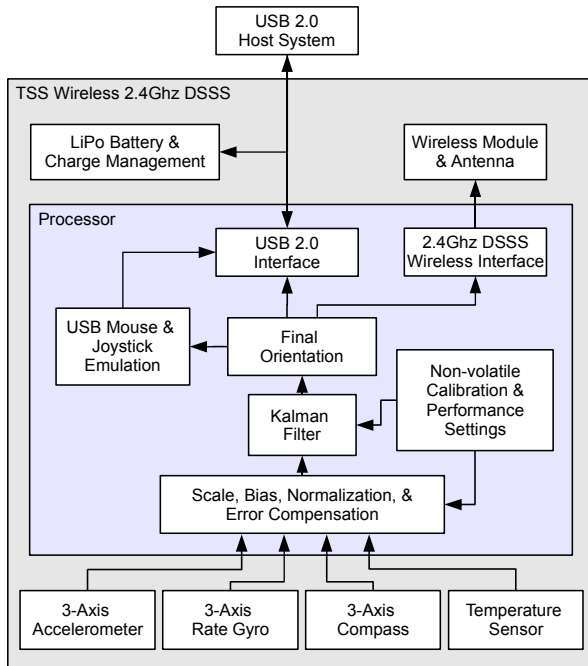 USB 2.0
Host System
TSS Wireless 2.4Ghz DSSS
LiPo Battery &
Charge Management
Wireless Module
& Antenna
Processor
USB 2.0
Interface
2.4Ghz DSSS
Wireless Interface
USB Mouse &
Joystick
Emulation
Final
Orientation
Non-volatile
Calibration &
Performance
Settings
Kalman
Filter
Scale, Bias, Normalization, &
Error Compensation
3-Axis
Accelerometer
3-Axis
Rate Gyro
3-Axis
Compass
Temperature
Sensor